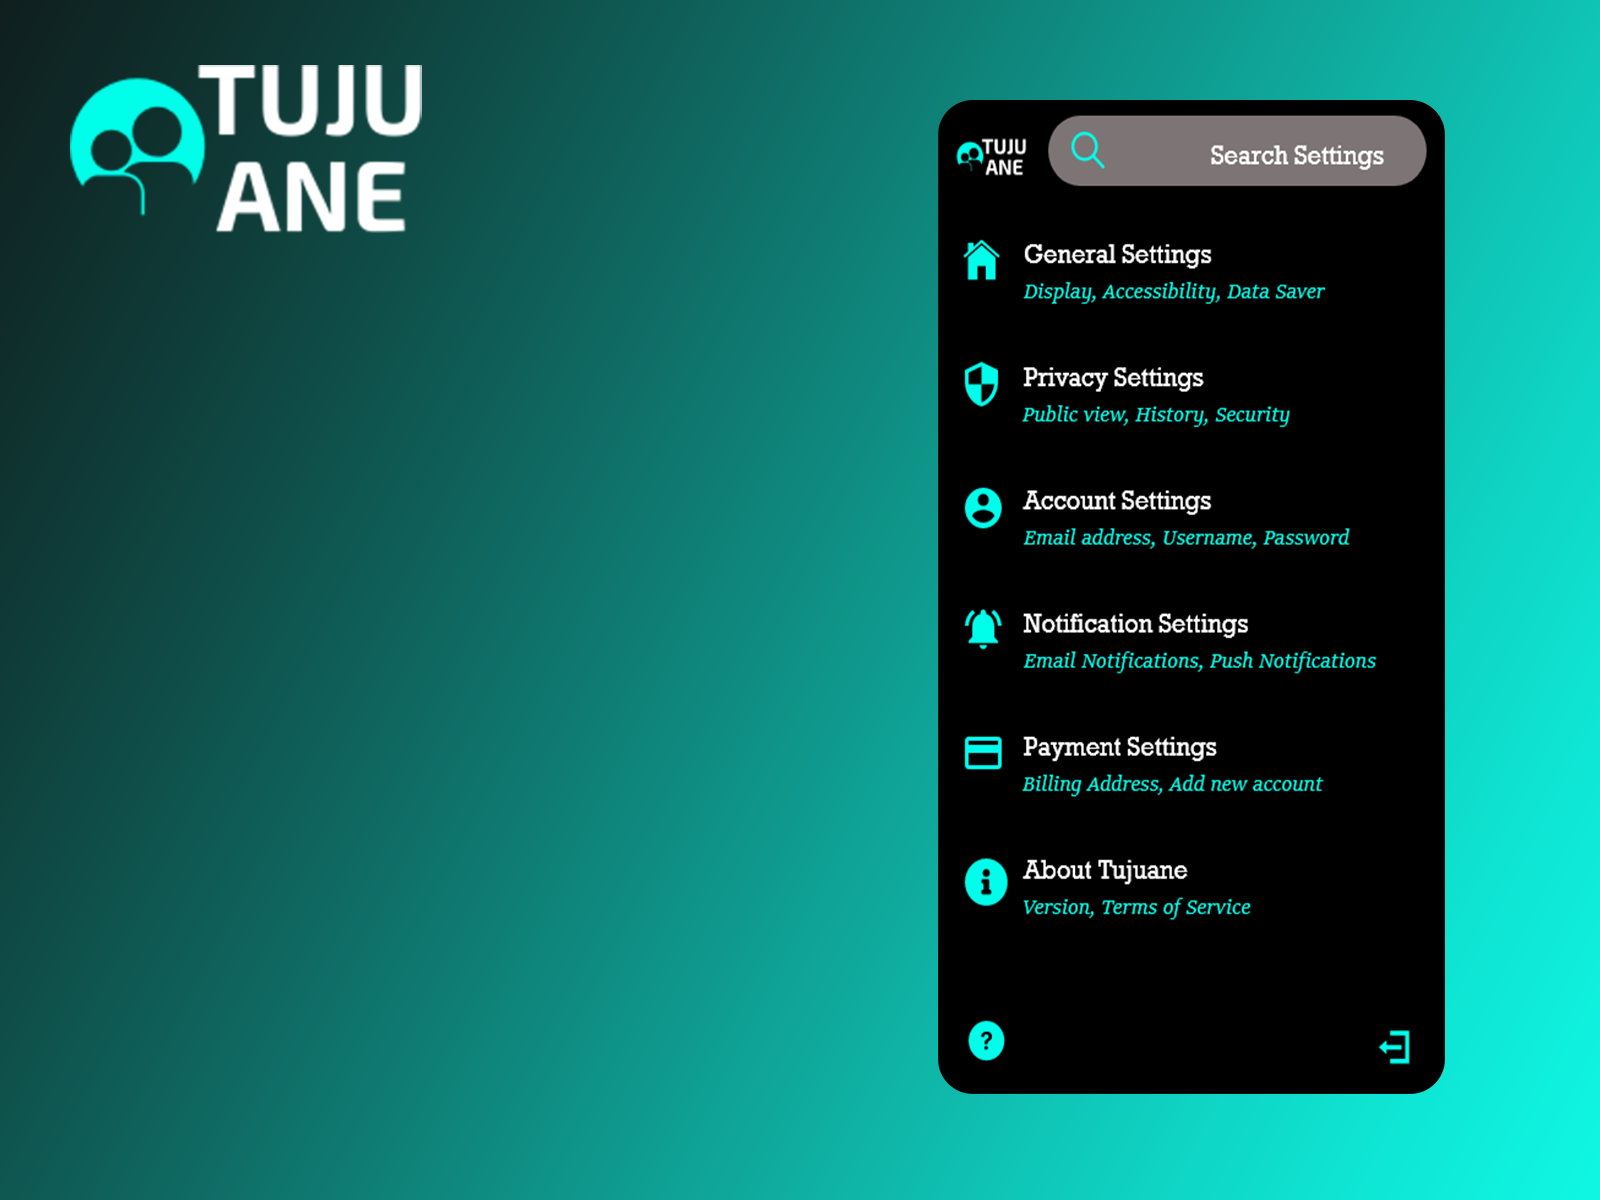 TUJU
ANE
TUJU
ANE
Search Settings
General Settings
Display, Accessibility, Data Saver
Privacy Settings
Public view, History, Security
Account Settings
Email address, Username, Password
Notification Settings
Email Notifications, Push Notifications
Payment Settings
Billing Address, Add new account
About Tujuane
Version, Terms of Service
?